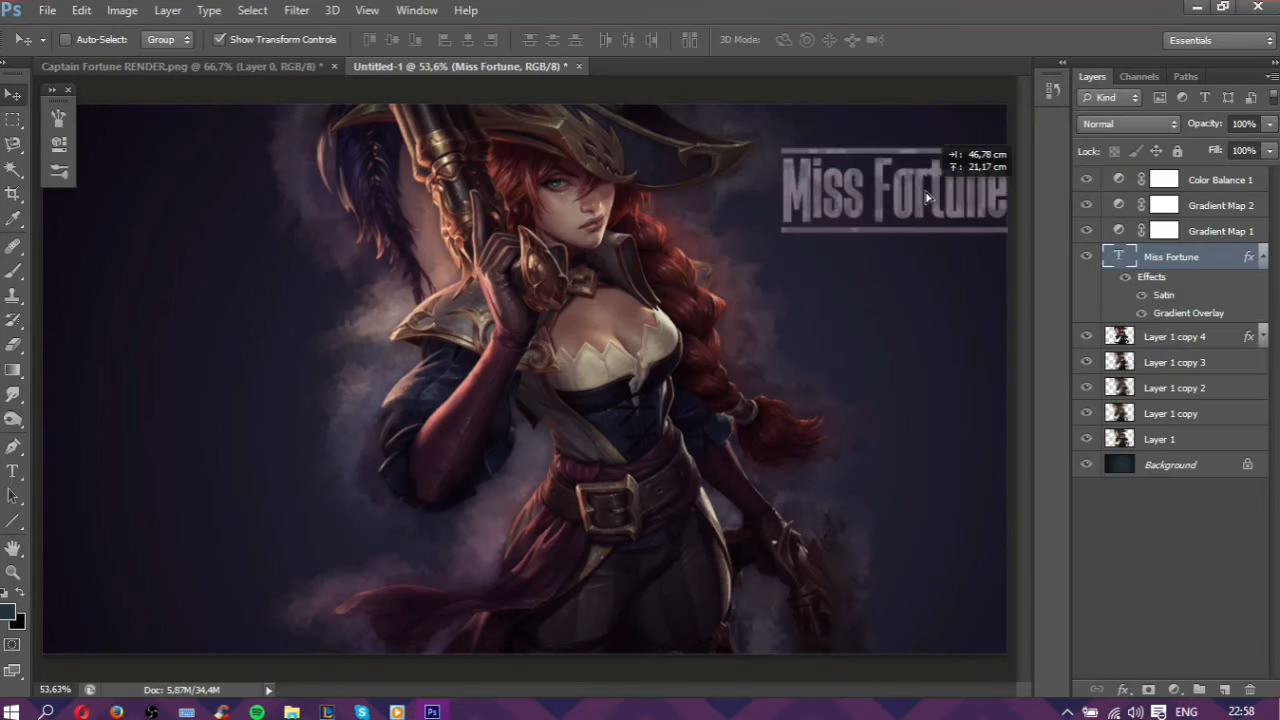 Ps File Edit Image Layer Type Select Filter 3D View Window Help
Auto-Select: Group Show Transform Controls 3D Mode: Essentials
Captain Fortune RENDER.png @ 66,7% (Layer 0, RGB/8) * × Untitled-1 @ 53,6% (Miss Fortune, RGB/8) * ×
Layers Channels Paths
Kind
Normal Opacity: 100%
Lock: Fill: 100%
Color Balance 1
Gradient Map 2
Gradient Map 1
T Miss Fortune fx
Effects
Satin
Gradient Overlay
Layer 1 copy 4 fx
Layer 1 copy 3
Layer 1 copy 2
Layer 1 copy
Layer 1
Background
46,78 cm
21,17 cm
Miss Fortune
53,63% Doc: 5,87M/34,4M
ENG 22:58